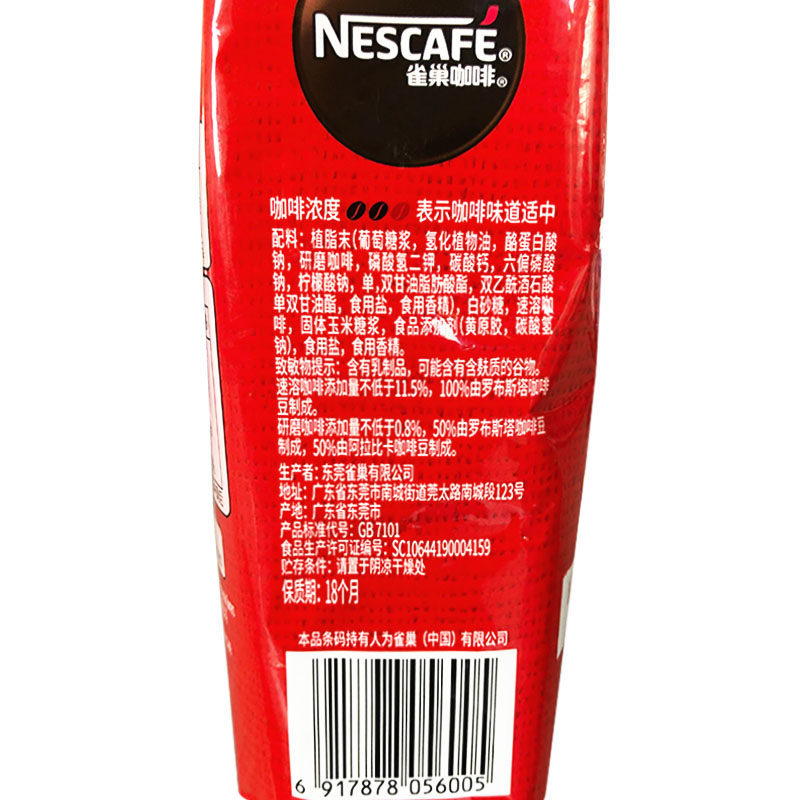 NESCAFÉ®
雀巢咖啡®
咖啡浓度 表示咖啡味道适中
配料：植脂末(葡萄糖浆，氢化植物油，酪蛋白酸
钠，研磨咖啡，磷酸氢二钾，碳酸钙，六偏磷酸
钠，柠檬酸钠，单,双甘油脂肪酸酯，双乙酰酒石酸
单双甘油酯，食用盐，食用香精)，白砂糖，速溶咖
啡，固体玉米糖浆，食品添加剂(黄原胶，碳酸氢
钠)，食用盐，食用香精。
致敏物提示：含有乳制品，可能含有含麸质的谷物。
速溶咖啡添加量不低于11.5%，100%由罗布斯塔咖啡
豆制成。
研磨咖啡添加量不低于0.8%，50%由罗布斯塔咖啡豆
制成，50%由阿拉比卡咖啡豆制成。
生产者：东莞雀巢有限公司
地址：广东省东莞市南城街道莞太路南城段123号
产地：广东省东莞市
产品标准代号：GB 7101
食品生产许可证编号：SC10644190004159
贮存条件：请置于阴凉干燥处
保质期：18个月
本品条码持有人为雀巢（中国）有限公司
6 917878 056005